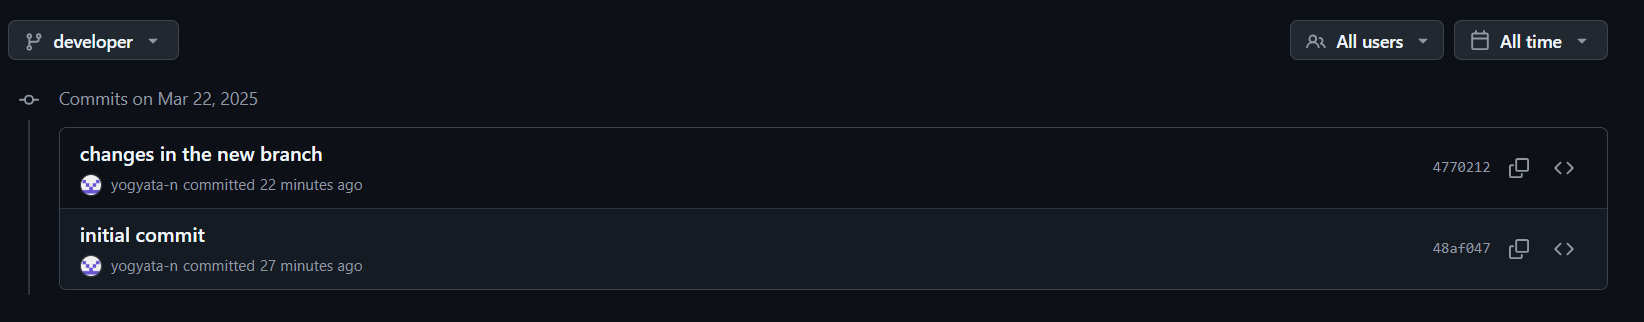 developer
All users
All time
Commits on Mar 22, 2025
changes in the new branch
yogyata-n committed 22 minutes ago
4770212
initial commit
yogyata-n committed 27 minutes ago
48af047